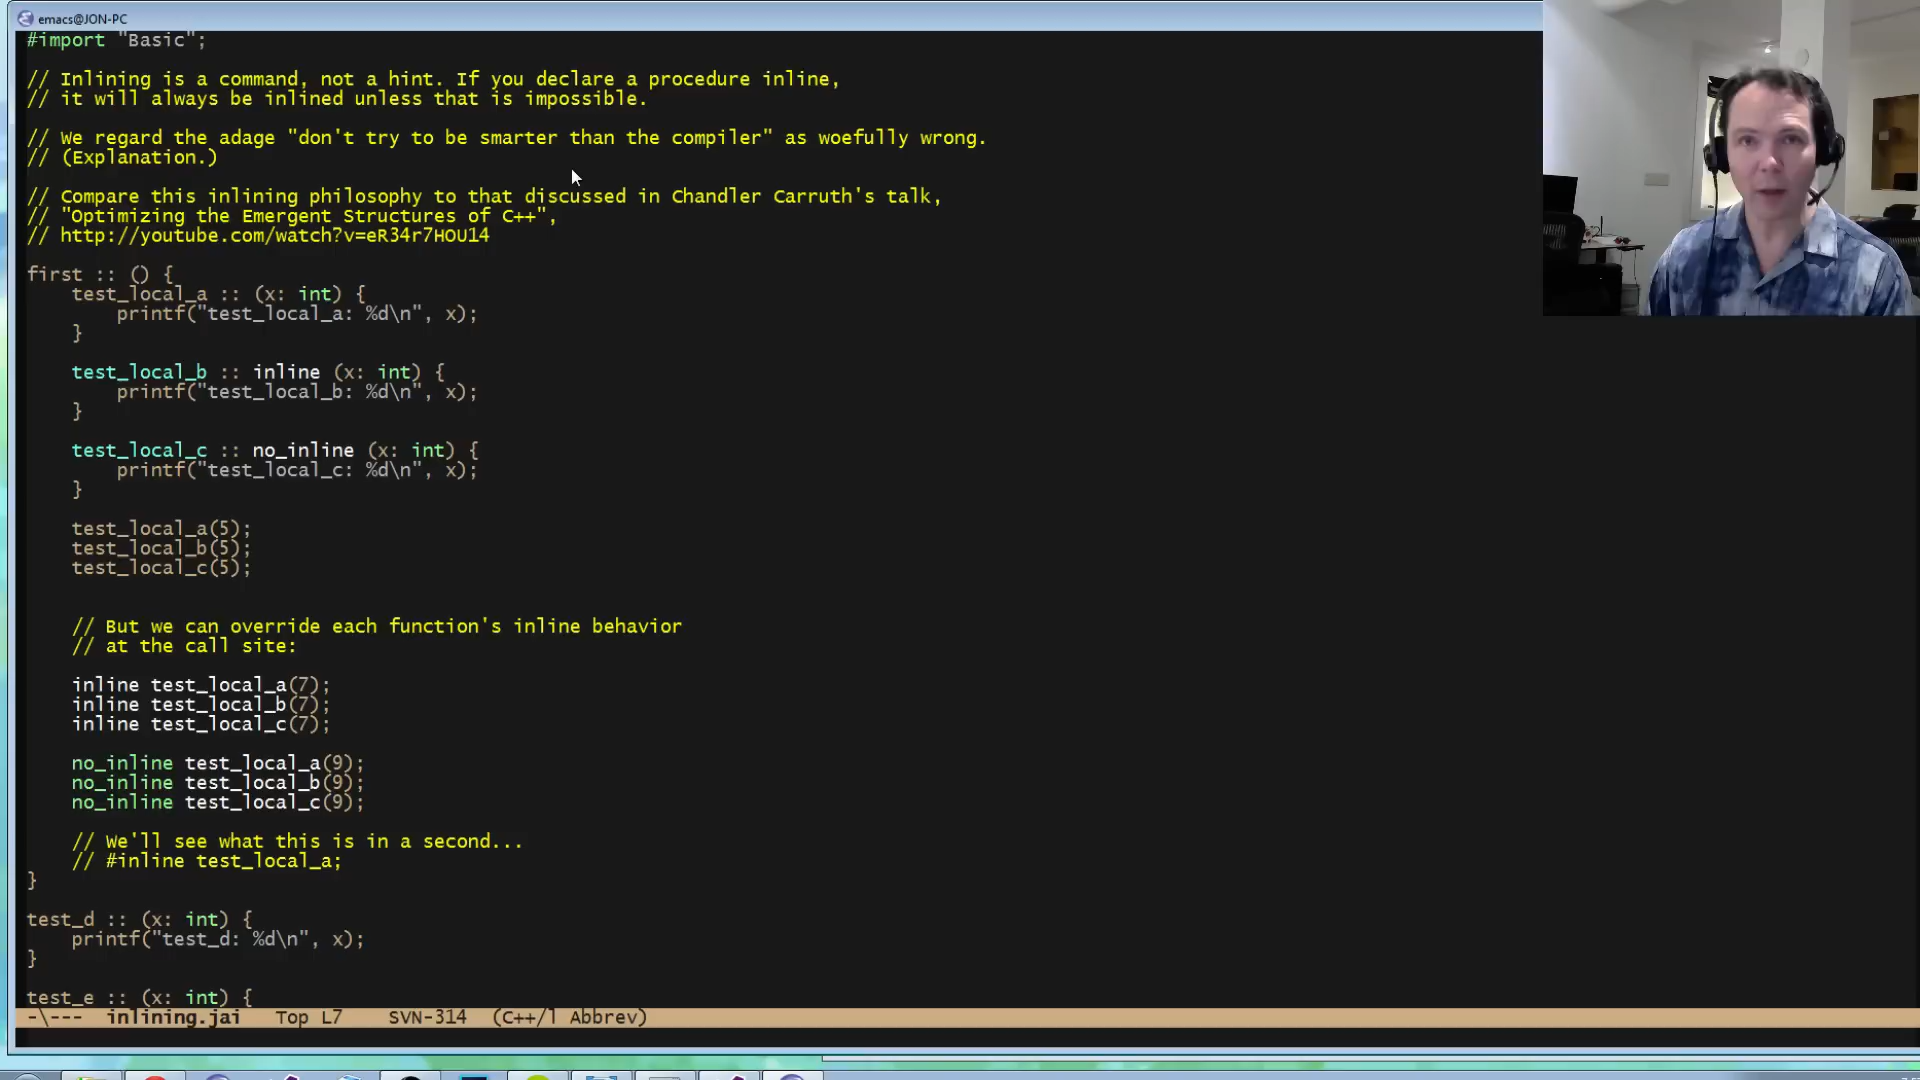 emacs@JON-PC
#import "Basic";
// Inlining is a command, not a hint. If you declare a procedure inline,
// it will always be inlined unless that is impossible.
// We regard the adage "don't try to be smarter than the compiler" as woefully wrong.
// (Explanation.)
// Compare this inlining philosophy to that discussed in Chandler Carruth's talk,
// "Optimizing the Emergent Structures of C++",
// http://youtube.com/watch?v=eR34r7HOU14
first :: () {
    test_local_a :: (x: int) {
        printf("test_local_a: %d\n", x);
    }
    test_local_b :: inline (x: int) {
        printf("test_local_b: %d\n", x);
    }
    test_local_c :: no_inline (x: int) {
        printf("test_local_c: %d\n", x);
    }
    test_local_a(5);
    test_local_b(5);
    test_local_c(5);
    // But we can override each function's inline behavior
    // at the call site:
    inline test_local_a(7);
    inline test_local_b(7);
    inline test_local_c(7);
    no_inline test_local_a(9);
    no_inline test_local_b(9);
    no_inline test_local_c(9);
    // We'll see what this is in a second...
    // #inline test_local_a;
}
test_d :: (x: int) {
    printf("test_d: %d\n", x);
}
test_e :: (x: int) {
-\--- inlining.jai Top L7 SVN-314 (C++/l Abbrev)